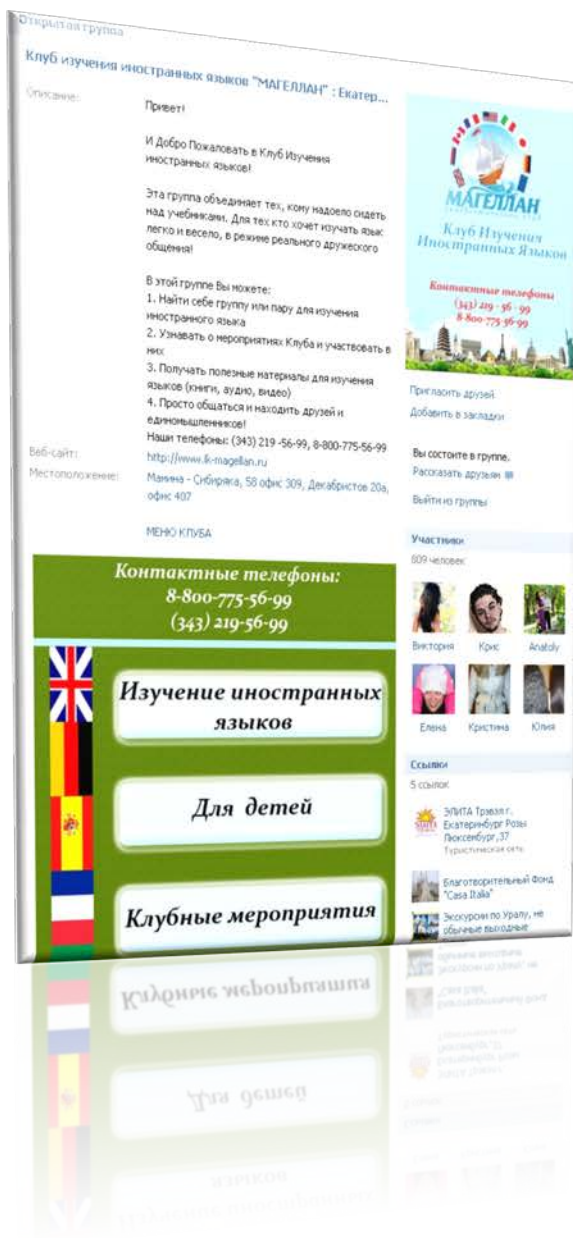 Открытая группа
Клуб изучения иностранных языков "МАГЕЛЛАН" : Екатер...
Описание:
Привет!
И Добро Пожаловать в Клуб Изучения
иностранных языков!
Эта группа объединяет тех, кому надоело сидеть
над учебниками. Для тех кто хочет изучать язык
легко и весело, в режиме реального дружеского
общения!
В этой группе Вы можете:
1. Найти себе группу или пару для изучения
иностранного языка
2. Узнавать о мероприятиях Клуба и участвовать в
них
3. Получать полезные материалы для изучения
языков (книги, аудио, видео)
4. Просто общаться и находить друзей и
единомышленников!
Наши телефоны: (343) 219 -56-99, 8-800-775-56-99
Веб-сайт:
http://www.lk-magellan.ru
Местоположение:
Мамина - Сибиряка, 58 офис 309, Декабристов 20а,
офис 407
МЕНЮ КЛУБА
Контактные телефоны:
8-800-775-56-99
(343) 219-56-99
Изучение иностранных
языков
Для детей
Клубные мероприятия
МАГЕЛЛАН
Клуб Изучения
Иностранных Языков
Контактные телефоны
(343) 219 - 56 - 99
8-800-775-56-99
Пригласить друзей
Добавить в закладки
Вы состоите в группе.
Рассказать друзьям
Выйти из группы
Участники
609 человек
Виктория
Крис
Anatoly
Елена
Кристина
Юлия
Ссылки
5 ссылок
ЭЛИТА Трэвэл г.
Екатеринбург Розы
Люксембург,37
Туристическая сеть
Благотворительный Фонд
"Casa Italia"
Экскурсии по Уралу, не
обычные выходные